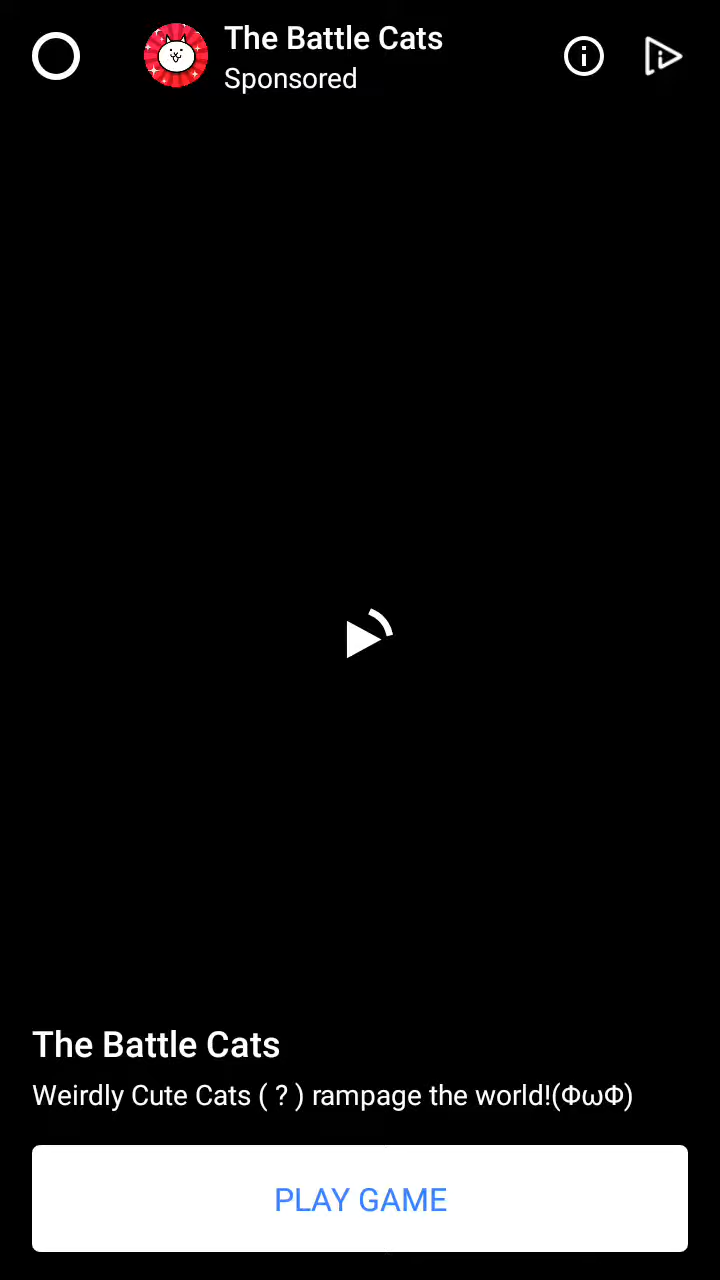 The Battle Cats
Sponsored
The Battle Cats
Weirdly Cute Cats ( ? ) rampage the world!(ΦωΦ)
PLAY GAME